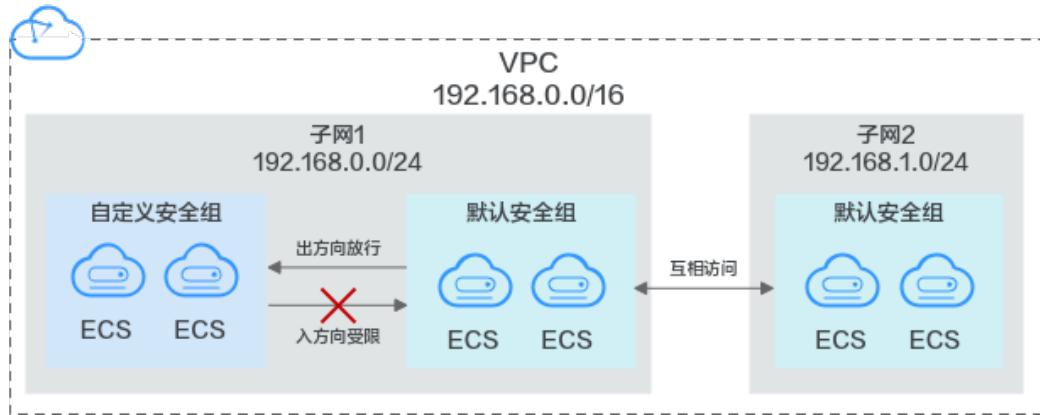 VPC
192.168.0.0/16
子网1
192.168.0.0/24
自定义安全组
ECS
ECS
出方向放行
入方向受限
默认安全组
ECS
ECS
互相访问
子网2
192.168.1.0/24
默认安全组
ECS
ECS